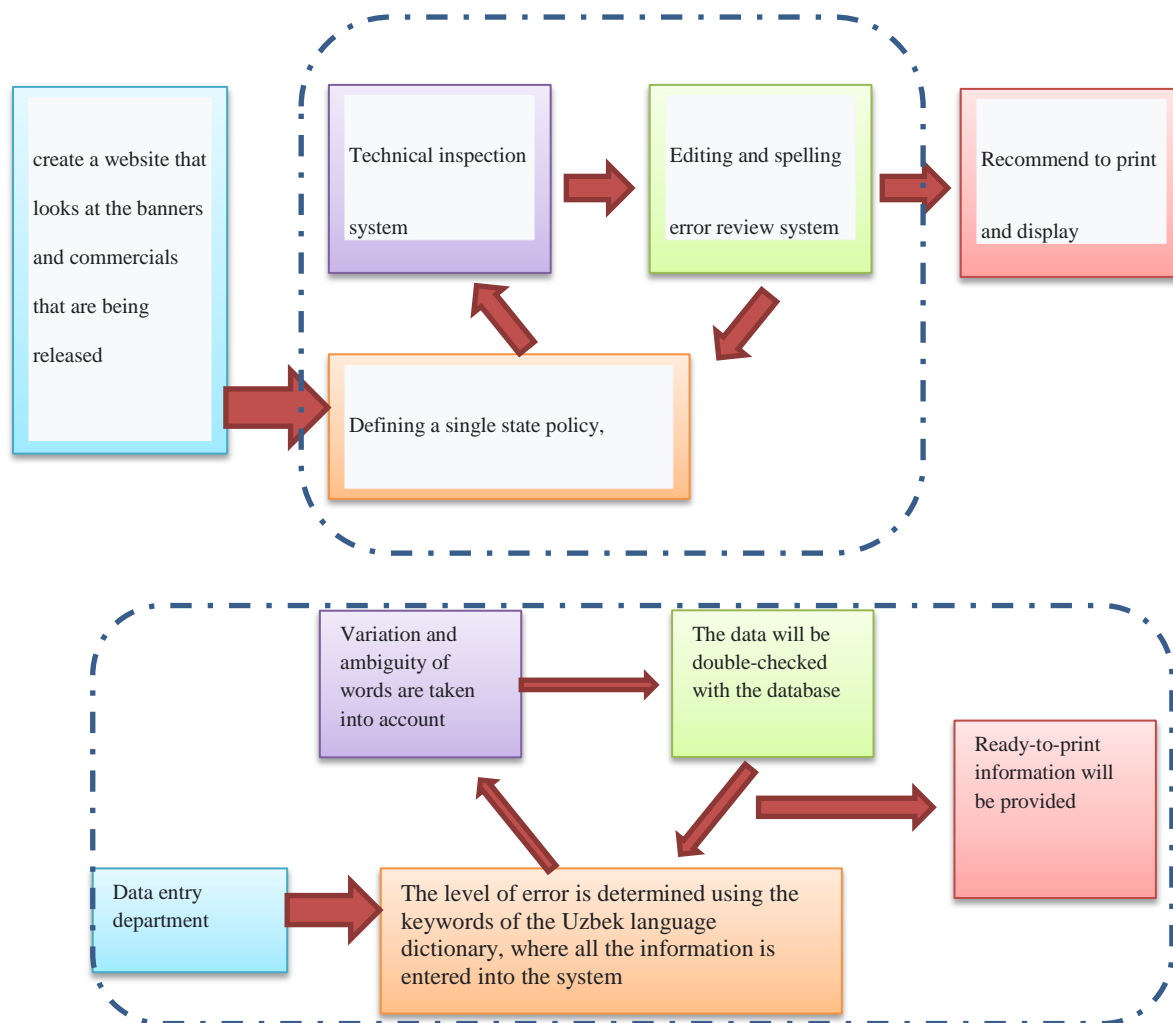 create a website that
looks at the banners
and commercials
that are being
released
Technical inspection
system
Editing and spelling
error review system
Recommend to print
and display
Defining a single state policy,
Variation and
ambiguity of
words are taken
into account
The data will be
double-checked
with the database
Ready-to-print
information will
be provided
Data entry
department
The level of error is determined using the
keywords of the Uzbek language
dictionary, where all the information is
entered into the system